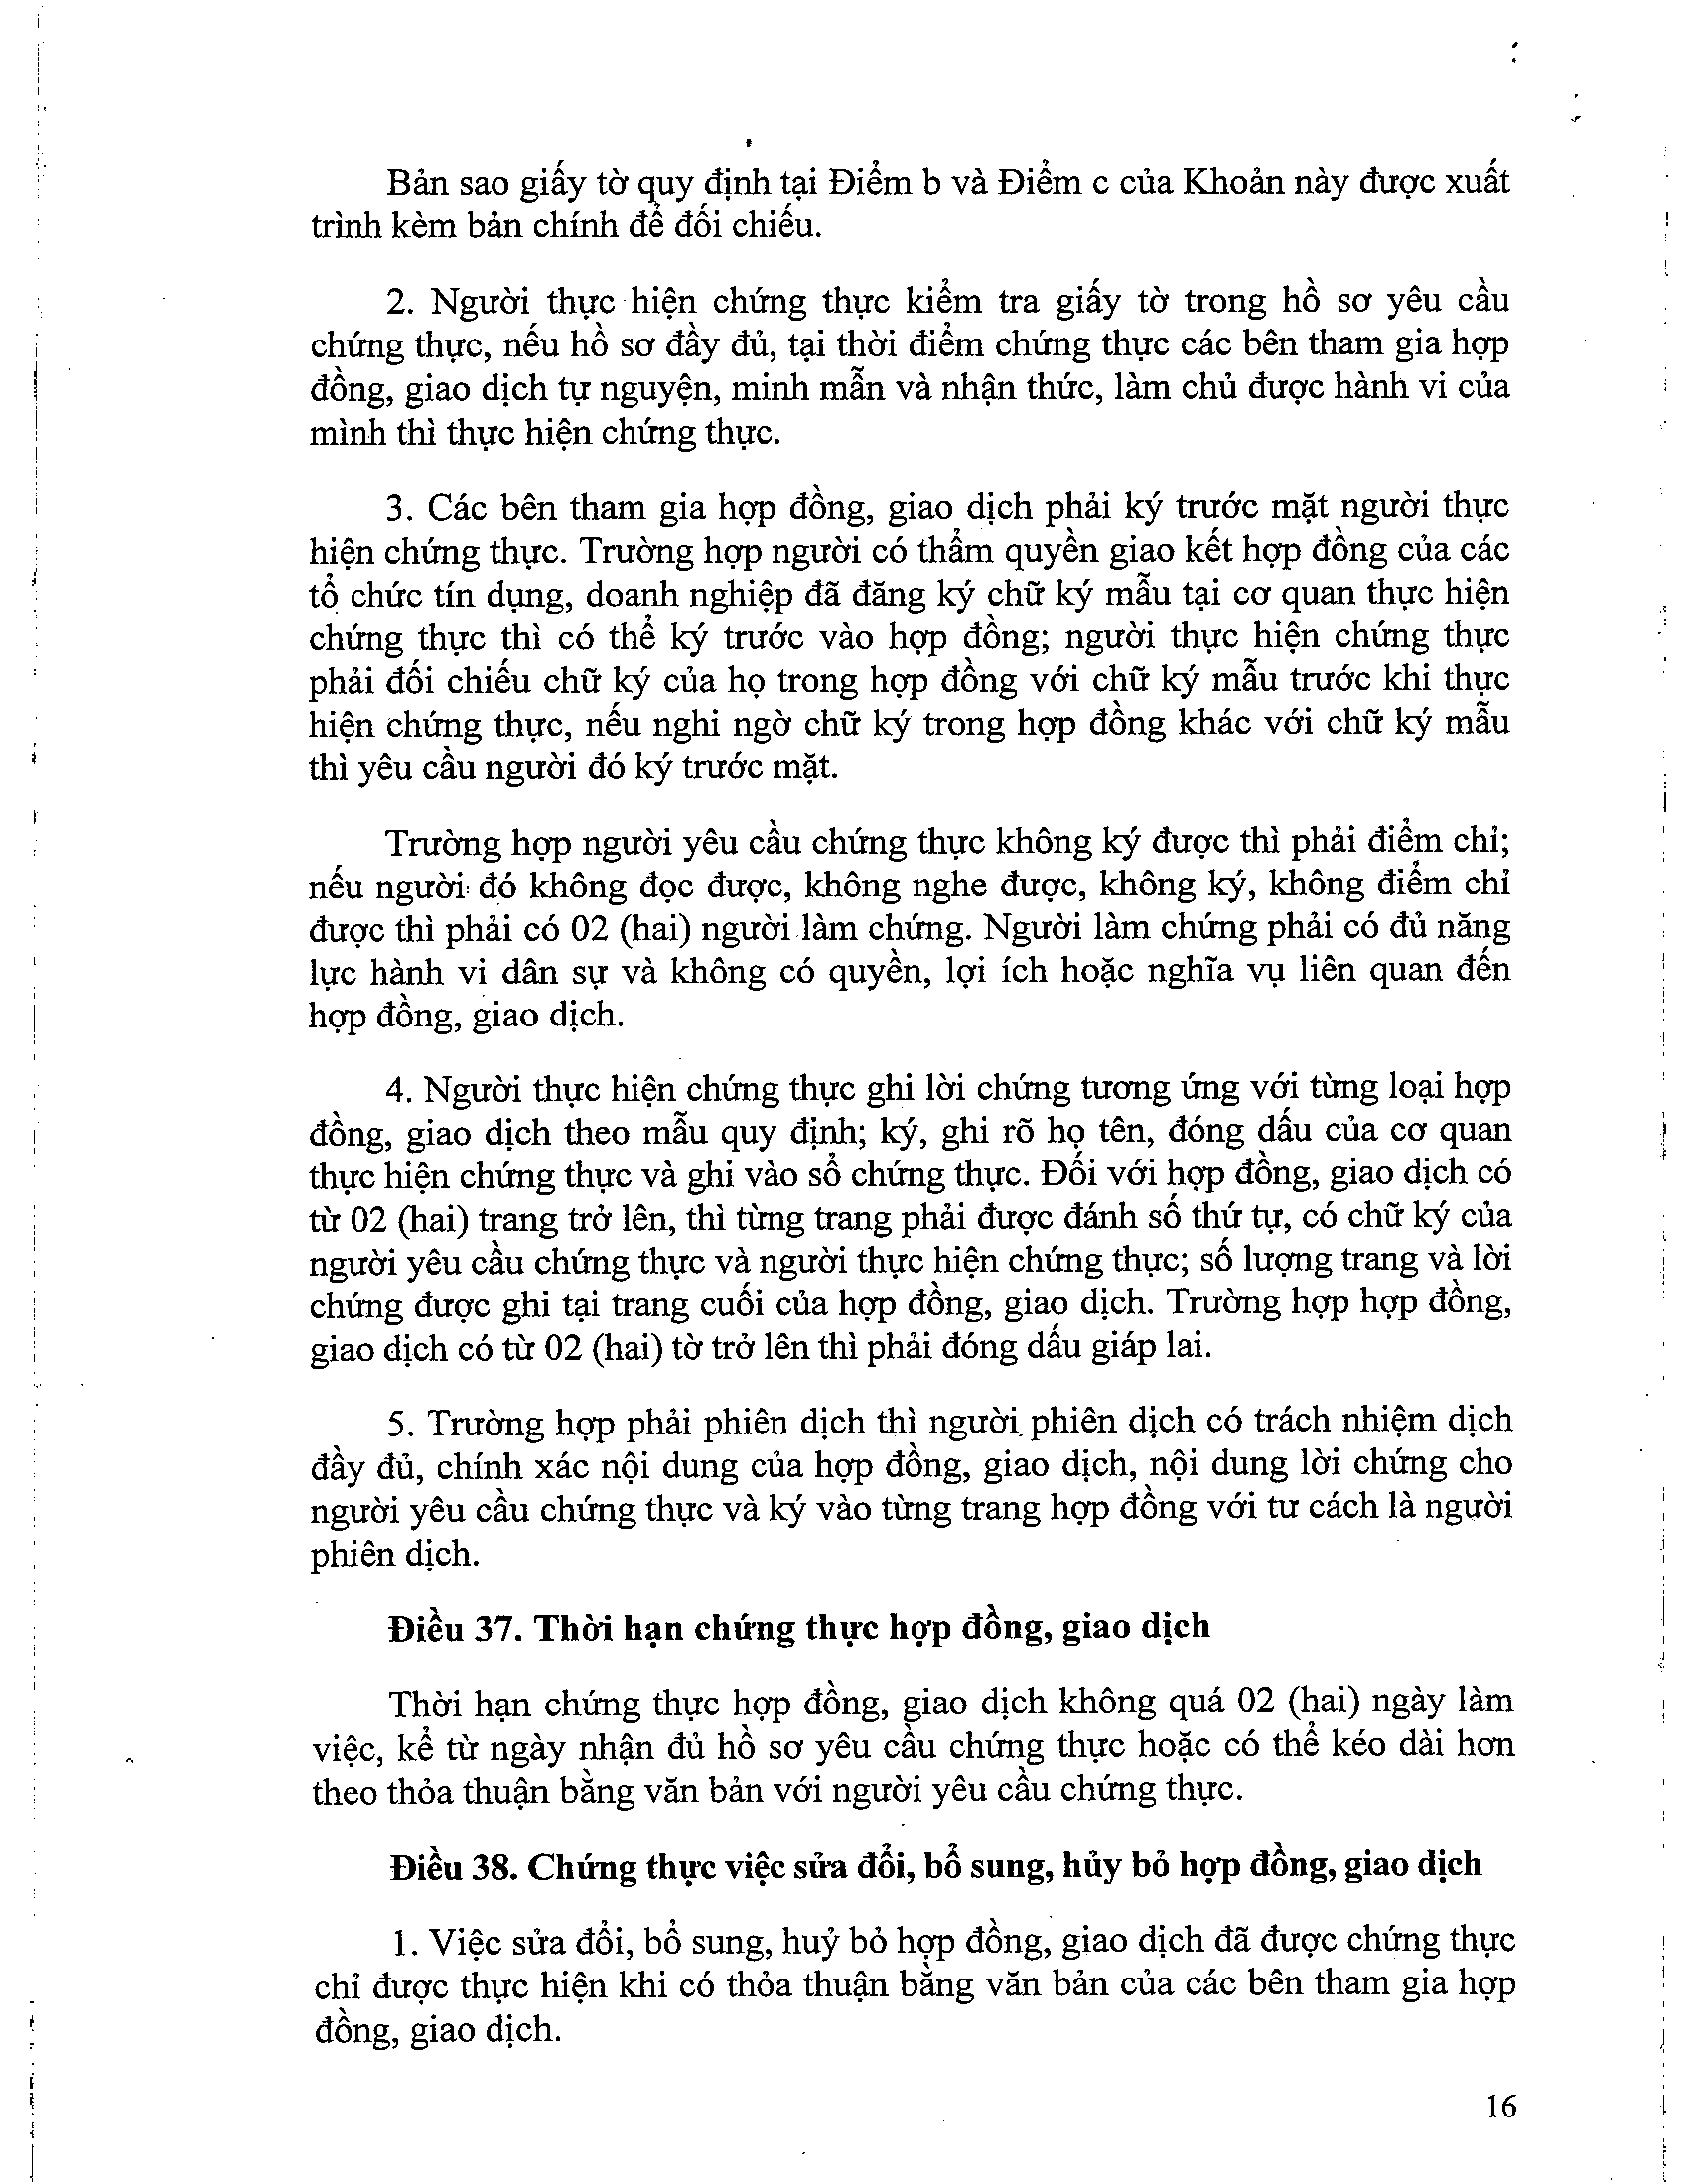 Bản sao giấy tờ quy định tại Điểm b và Điểm c của Khoản này được xuất
trình kèm bản chính để đối chiếu.
2. Người thực hiện chứng thực kiểm tra giấy tờ trong hồ sơ yêu cầu
chứng thực, nếu hồ sơ đầy đủ, tại thời điểm chứng thực các bên tham gia hợp
đồng, giao dịch tự nguyện, minh mẫn và nhận thức, làm chủ được hành vi của
mình thì thực hiện chứng thực.
3. Các bên tham gia hợp đồng, giao dịch phải ký trước mặt người thực
hiện chứng thực. Trường hợp người có thẩm quyền giao kết hợp đồng của các
tổ chức tín dụng, doanh nghiệp đã đăng ký chữ ký mẫu tại cơ quan thực hiện
chứng thực thì có thể ký trước vào hợp đồng; người thực hiện chứng thực
phải đối chiếu chữ ký của họ trong hợp đồng với chữ ký mẫu trước khi thực
hiện chứng thực, nếu nghi ngờ chữ ký trong hợp đồng khác với chữ ký mẫu
thì yêu cầu người đó ký trước mặt.
Trường hợp người yêu cầu chứng thực không ký được thì phải điểm chỉ;
nếu người đó không đọc được, không nghe được, không ký, không điểm chỉ
được thì phải có 02 (hai) người làm chứng. Người làm chứng phải có đủ năng
lực hành vi dân sự và không có quyền, lợi ích hoặc nghĩa vụ liên quan đến
hợp đồng, giao dịch.
4. Người thực hiện chứng thực ghi lời chứng tương ứng với từng loại hợp
đồng, giao dịch theo mẫu quy định; ký, ghi rõ họ tên, đóng dấu của cơ quan
thực hiện chứng thực và ghi vào sổ chứng thực. Đối với hợp đồng, giao dịch có
từ 02 (hai) trang trở lên, thì từng trang phải được đánh số thứ tự, có chữ ký của
người yêu cầu chứng thực và người thực hiện chứng thực; số lượng trang và lời
chứng được ghi tại trang cuối của hợp đồng, giao dịch. Trường hợp hợp đồng,
giao dịch có từ 02 (hai) tờ trở lên thì phải đóng dấu giáp lai.
5. Trường hợp phải phiên dịch thì người phiên dịch có trách nhiệm dịch
đầy đủ, chính xác nội dung của hợp đồng, giao dịch, nội dung lời chứng cho
người yêu cầu chứng thực và ký vào từng trang hợp đồng với tư cách là người
phiên dịch.
Điều 37. Thời hạn chứng thực hợp đồng, giao dịch
Thời hạn chứng thực hợp đồng, giao dịch không quá 02 (hai) ngày làm
việc, kể từ ngày nhận đủ hồ sơ yêu cầu chứng thực hoặc có thể kéo dài hơn
theo thỏa thuận bằng văn bản với người yêu cầu chứng thực.
Điều 38. Chứng thực việc sửa đổi, bổ sung, hủy bỏ hợp đồng, giao dịch
1. Việc sửa đổi, bổ sung, huỷ bỏ hợp đồng, giao dịch đã được chứng thực
chỉ được thực hiện khi có thỏa thuận bằng văn bản của các bên tham gia hợp
đồng, giao dịch.
16